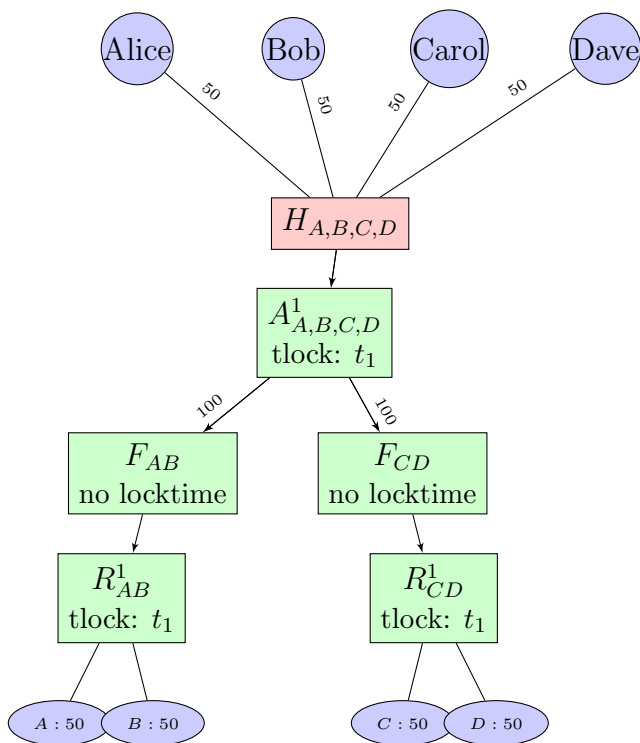 Alice Bob Carol Dave
50 50 50 50
H_{A,B,C,D}
A^1_{A,B,C,D}
tlock: t_1
100 100
F_{AB} F_{CD}
no locktime no locktime
R^1_{AB} R^1_{CD}
tlock: t_1 tlock: t_1
A : 50 B : 50 C : 50 D : 50